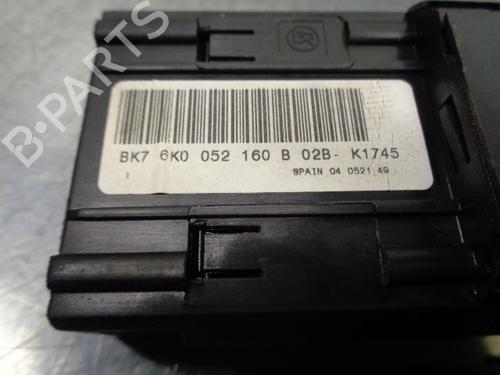 B-PARTS
BK7 6K0 052 160 B 02B- K1745
SPAIN 04 0521,49